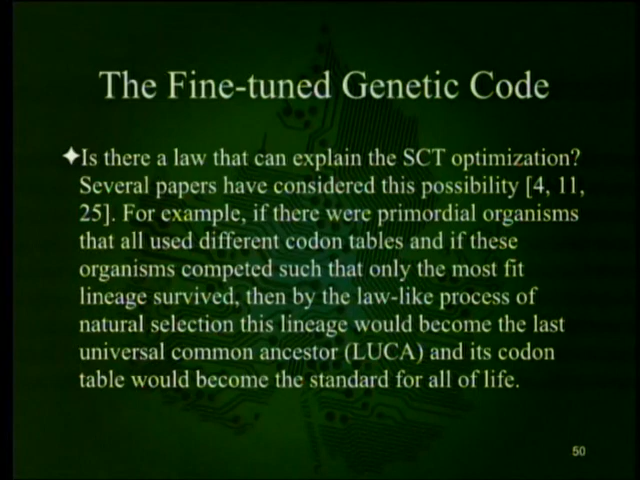 The Fine-tuned Genetic Code
✦Is there a law that can explain the SCT optimization?
Several papers have considered this possibility [4, 11,
25]. For example, if there were primordial organisms
that all used different codon tables and if these
organisms competed such that only the most fit
lineage survived, then by the law-like process of
natural selection this lineage would become the last
universal common ancestor (LUCA) and its codon
table would become the standard for all of life.
50